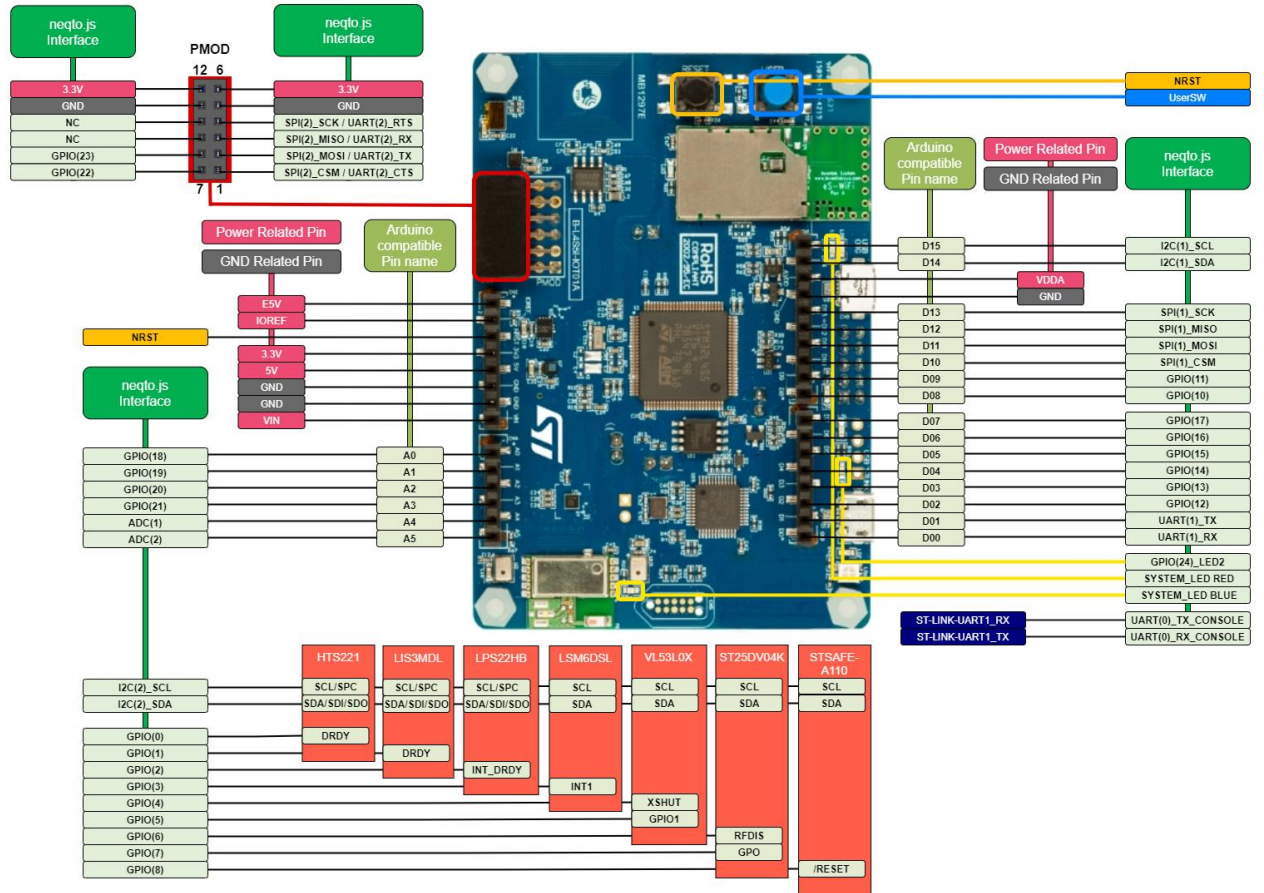 neqto.js
Interface
neqto.js
Interface
PMOD
12 6
3.3V
3.3V
GND
GND
NC
SPI(2)_SCK / UART(2)_RTS
NC
SPI(2)_MISO / UART(2)_RX
GPIO(23)
SPI(2)_MOSI / UART(2)_TX
GPIO(22)
SPI(2)_CSM / UART(2)_CTS
7 1
RESET
USER
MB1297E
NRST
UserSW
eS-WiFi
B-L4S5I-IOT01A
PMOD
RoHS
COMPLIANT
2002/95/EC
ST
ARM
Power Related Pin
GND Related Pin
Arduino
compatible
Pin name
E5V
IOREF
NRST
3.3V
5V
GND
GND
VIN
neqto.js
Interface
GPIO(18)
A0
GPIO(19)
A1
GPIO(20)
A2
GPIO(21)
A3
ADC(1)
A4
ADC(2)
A5
Arduino
compatible
Pin name
Power Related Pin
GND Related Pin
neqto.js
Interface
D15
I2C(1)_SCL
D14
I2C(1)_SDA
VDDA
GND
D13
SPI(1)_SCK
D12
SPI(1)_MISO
D11
SPI(1)_MOSI
D10
SPI(1)_CSM
D09
GPIO(11)
D08
GPIO(10)
D07
GPIO(17)
D06
GPIO(16)
D05
GPIO(15)
D04
GPIO(14)
D03
GPIO(13)
D02
GPIO(12)
D01
UART(1)_TX
D00
UART(1)_RX
GPIO(24)_LED2
SYSTEM_LED RED
SYSTEM_LED BLUE
ST-LINK-UART1_RX
UART(0)_TX_CONSOLE
ST-LINK-UART1_TX
UART(0)_RX_CONSOLE
HTS221
LIS3MDL
LPS22HB
LSM6DSL
VL53L0X
ST25DV04K
STSAFE-
A110
I2C(2)_SCL
SCL/SPC
SCL/SPC
SCL/SPC
SCL
SCL
SCL
SCL
I2C(2)_SDA
SDA/SDI/SDO
SDA/SDI/SDO
SDA/SDI/SDO
SDA
SDA
SDA
SDA
GPIO(0)
DRDY
GPIO(1)
DRDY
GPIO(2)
INT_DRDY
GPIO(3)
INT1
GPIO(4)
XSHUT
GPIO(5)
GPIO1
GPIO(6)
RFDIS
GPIO(7)
GPO
GPIO(8)
/RESET